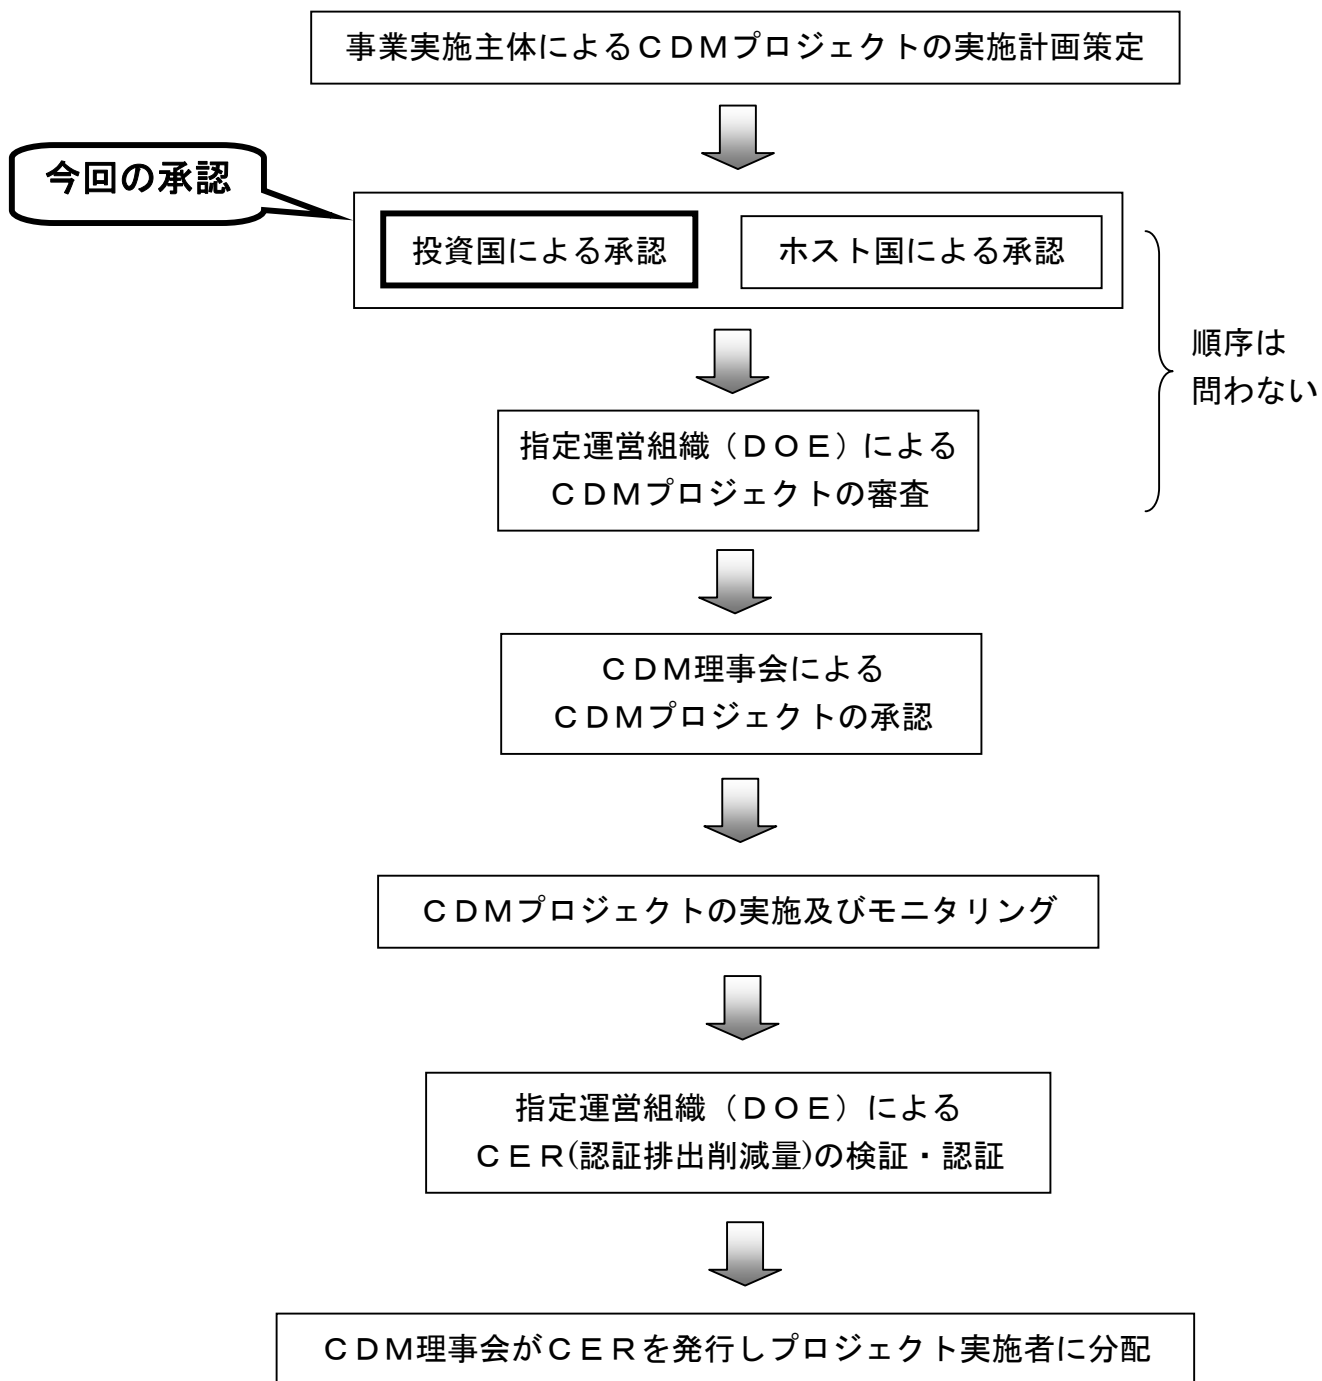 事業実施主体によるCDMプロジェクトの実施計画策定
今回の承認
投資国による承認
ホスト国による承認
順序は
問わない
指定運営組織(DOE)による
CDMプロジェクトの審査
CDM理事会による
CDMプロジェクトの承認
CDMプロジェクトの実施及びモニタリング
指定運営組織(DOE)による
CER(認証排出削減量)の検証・認証
CDM理事会がCERを発行しプロジェクト実施者に分配